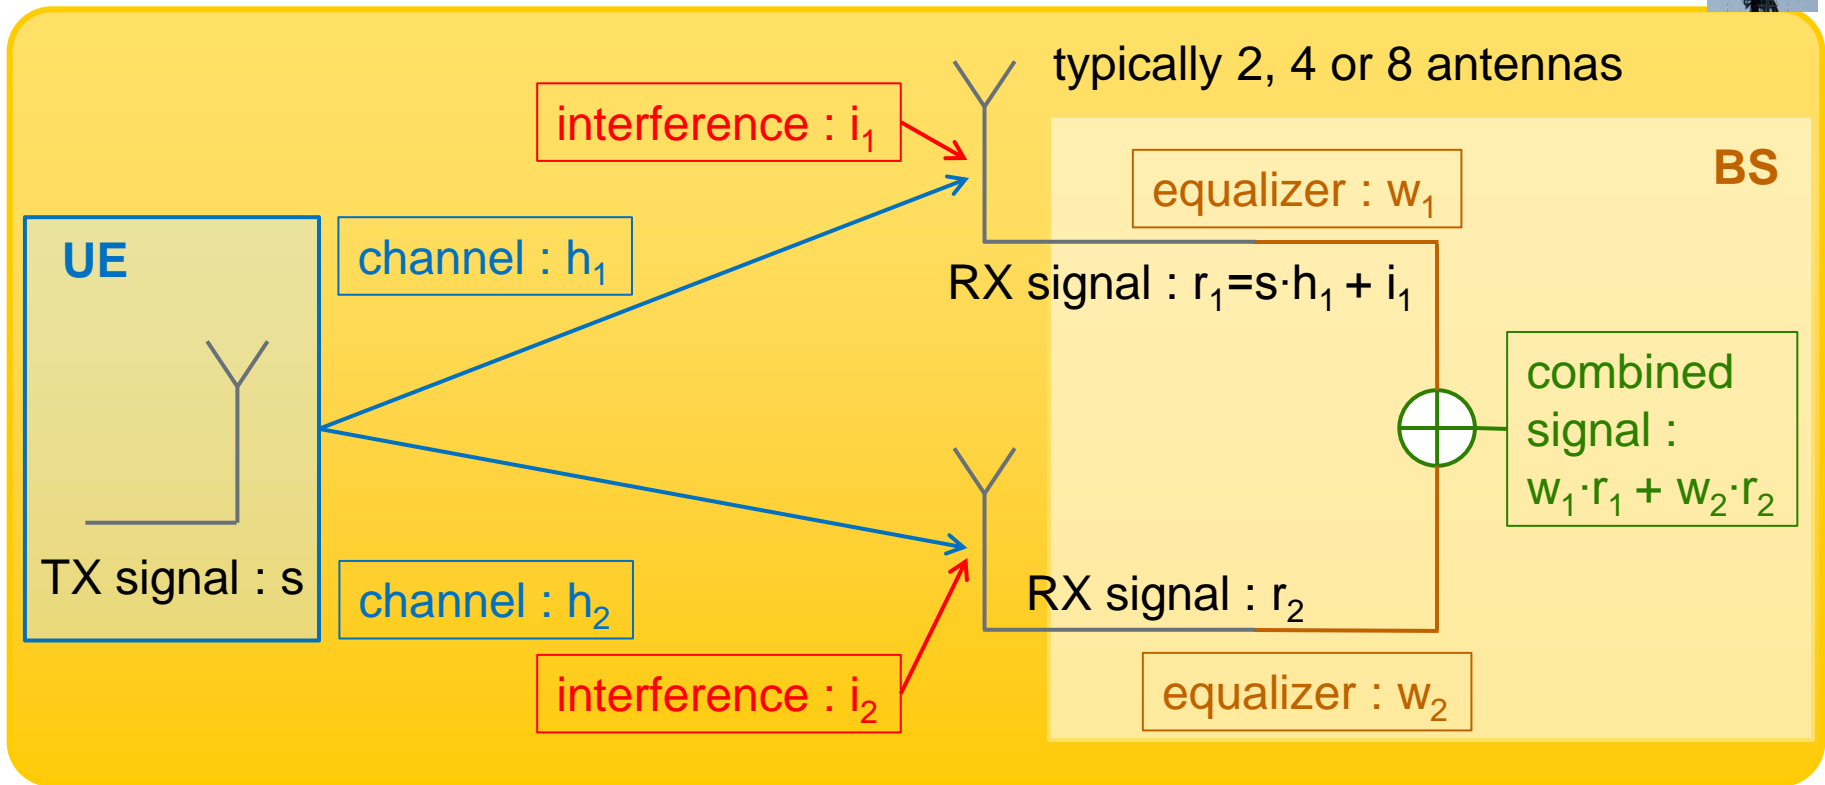 typically 2, 4 or 8 antennas
interference : i₁
BS
equalizer : w₁
UE
channel : h₁
RX signal : r₁=s·h₁ + i₁
combined
signal :
w₁·r₁ + w₂·r₂
TX signal : s
channel : h₂
RX signal : r₂
interference : i₂
equalizer : w₂